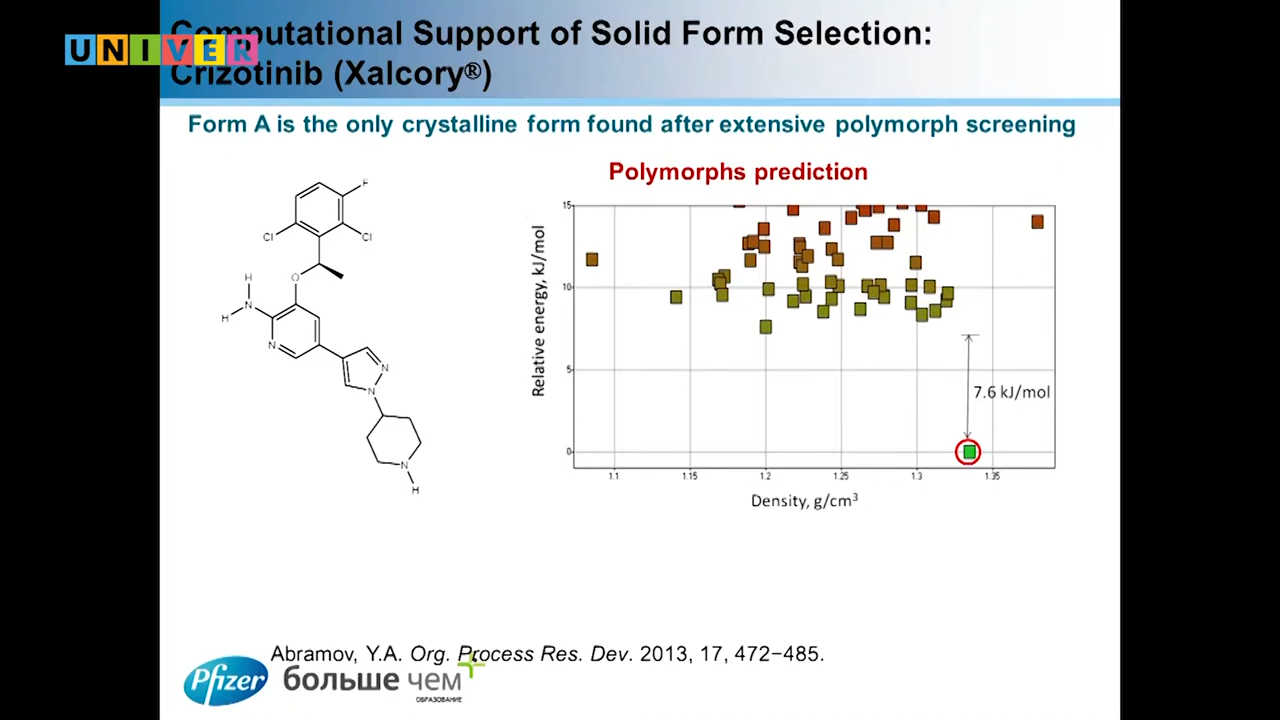 UNIVER
Computational Support of Solid Form Selection:
Crizotinib (Xalcory®)
Form A is the only crystalline form found after extensive polymorph screening
Polymorphs prediction
F
Cl
Cl
O
H
N
H
N
N
N
N
H
Relative energy, kJ/mol
15
10
5
0
7.6 kJ/mol
1.1
1.15
1.2
1.25
1.3
1.35
Density, g/cm³
Abramov, Y.A. Org. Process Res. Dev. 2013, 17, 472−485.
Pfizer
больше чем
ОБРАЗОВАНИЕ